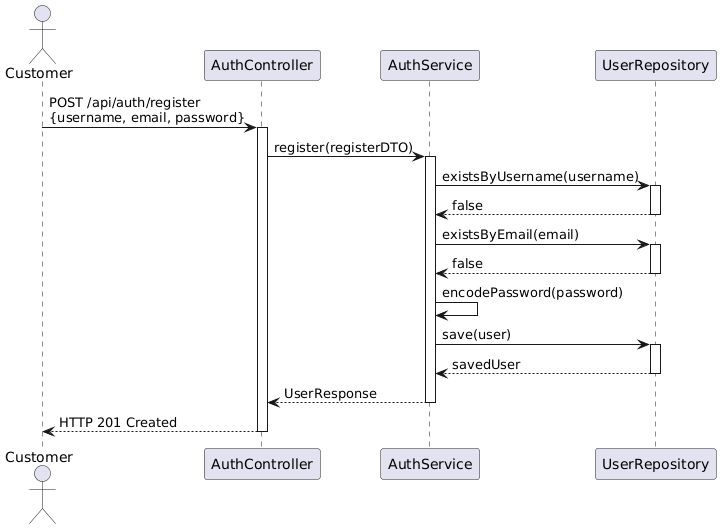 Customer
AuthController
AuthService
UserRepository
POST /api/auth/register
{username, email, password}
register(registerDTO)
existsByUsername(username)
false
existsByEmail(email)
false
encodePassword(password)
save(user)
savedUser
UserResponse
HTTP 201 Created
Customer
AuthController
AuthService
UserRepository